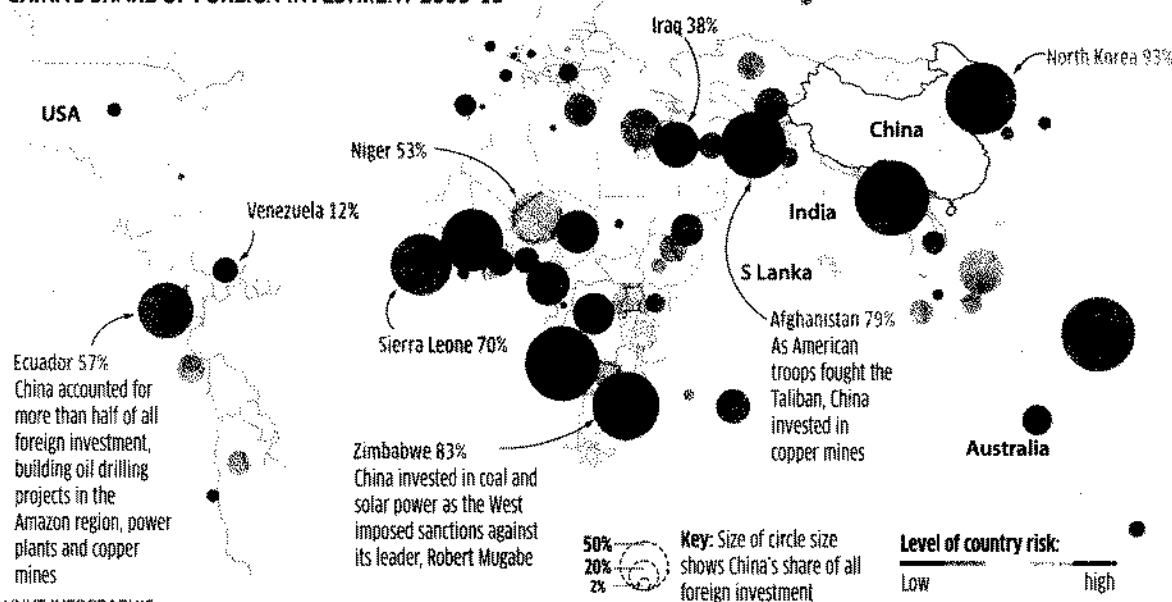 Iraq 38%
North Korea 93%
USA
China
Niger 53%
Venezuela 12%
India
S Lanka
Sierra Leone 70%
Ecuador 57%
China accounted for
more than half of all
foreign investment,
building oil drilling
projects in the
Amazon region, power
plants and copper
mines
Zimbabwe 83%
China invested in coal and
solar power as the West
imposed sanctions against
its leader, Robert Mugabe
Afghanistan 79%
As American
troops fought the
Taliban, China
invested in
copper mines
Australia
50%
20%
2%
Key: Size of circle size
shows China's share of all
foreign investment
Level of country risk:
Low
high